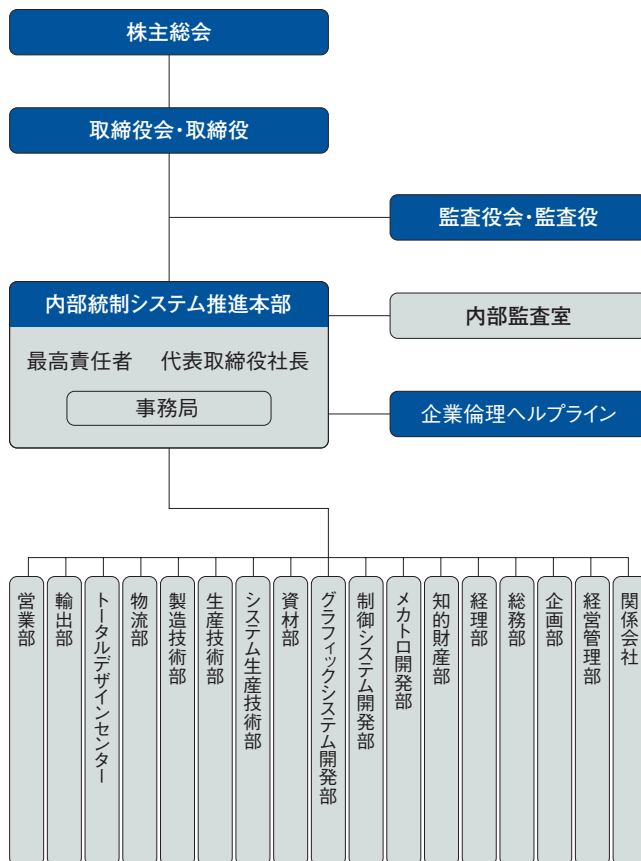 株主総会
取締役会・取締役
監査役会・監査役
内部統制システム推進本部
内部監査室
最高責任者　代表取締役社長
事務局
企業倫理ヘルプライン
営業部
輸出部
トータルデザインセンター
物流部
製造技術部
生産技術部
システム生産技術部
資材部
グラフィックシステム開発部
制御システム開発部
メカトロ開発部
知的財産部
経理部
総務部
企画部
経営管理部
関係会社